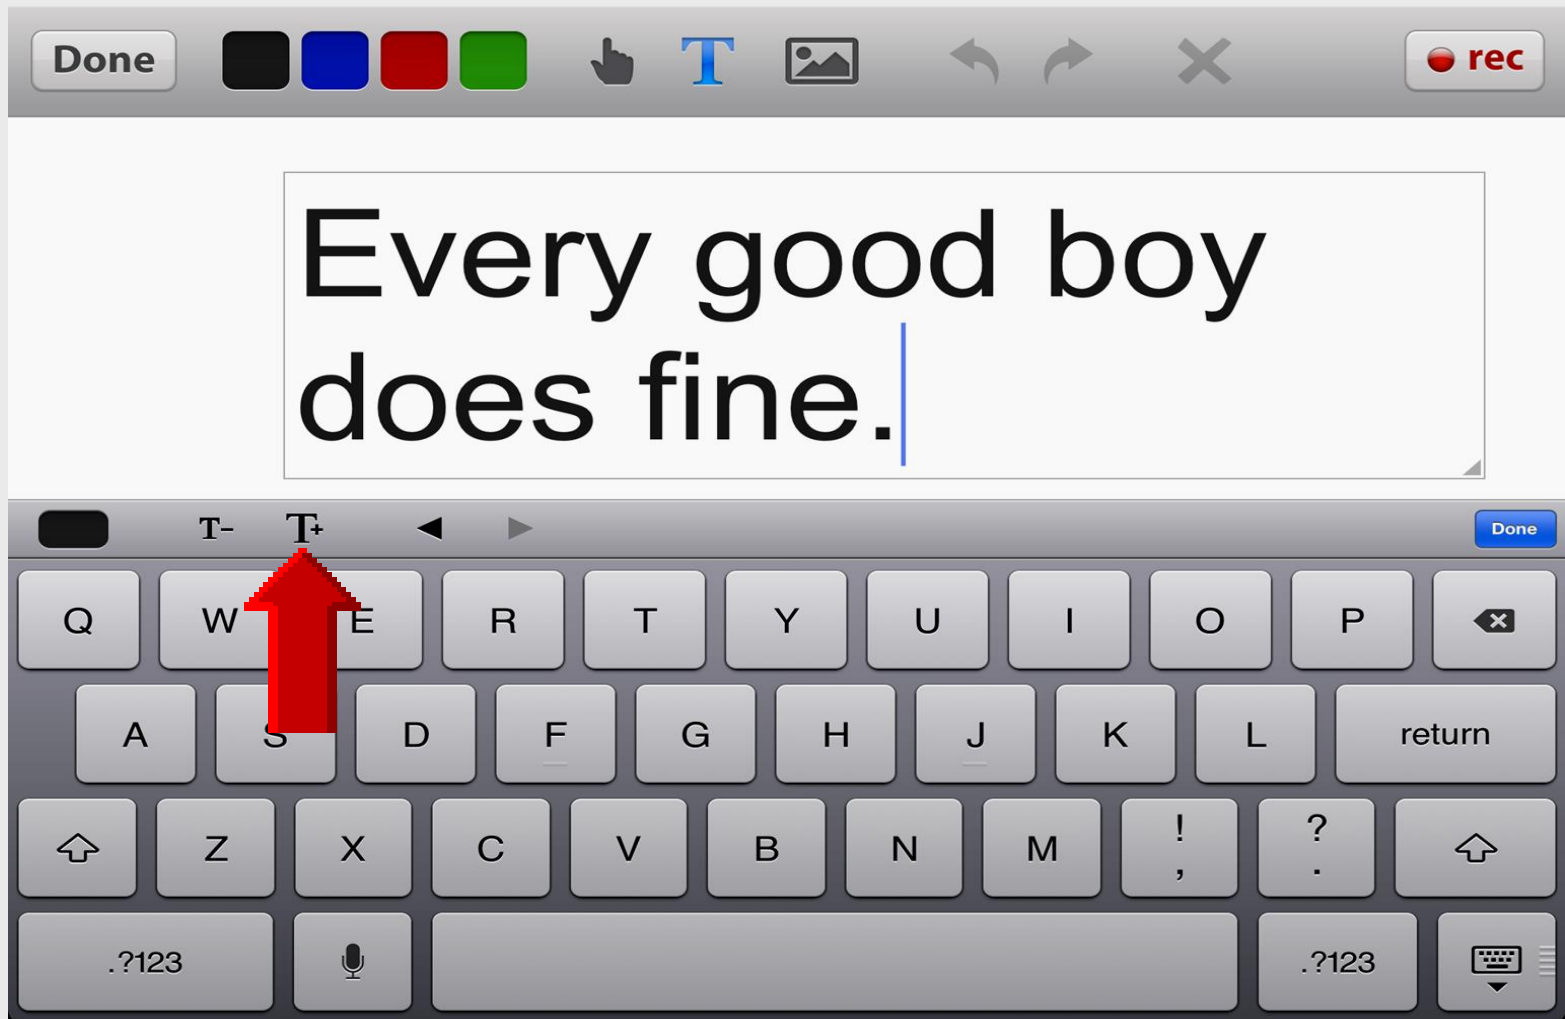 Done T rec
Every good boy
does fine.
T- T+ Done
Q W E R T Y U I O P
A S D F G H J K L return
Z X C V B N M ! , ? .
.?123 .?123